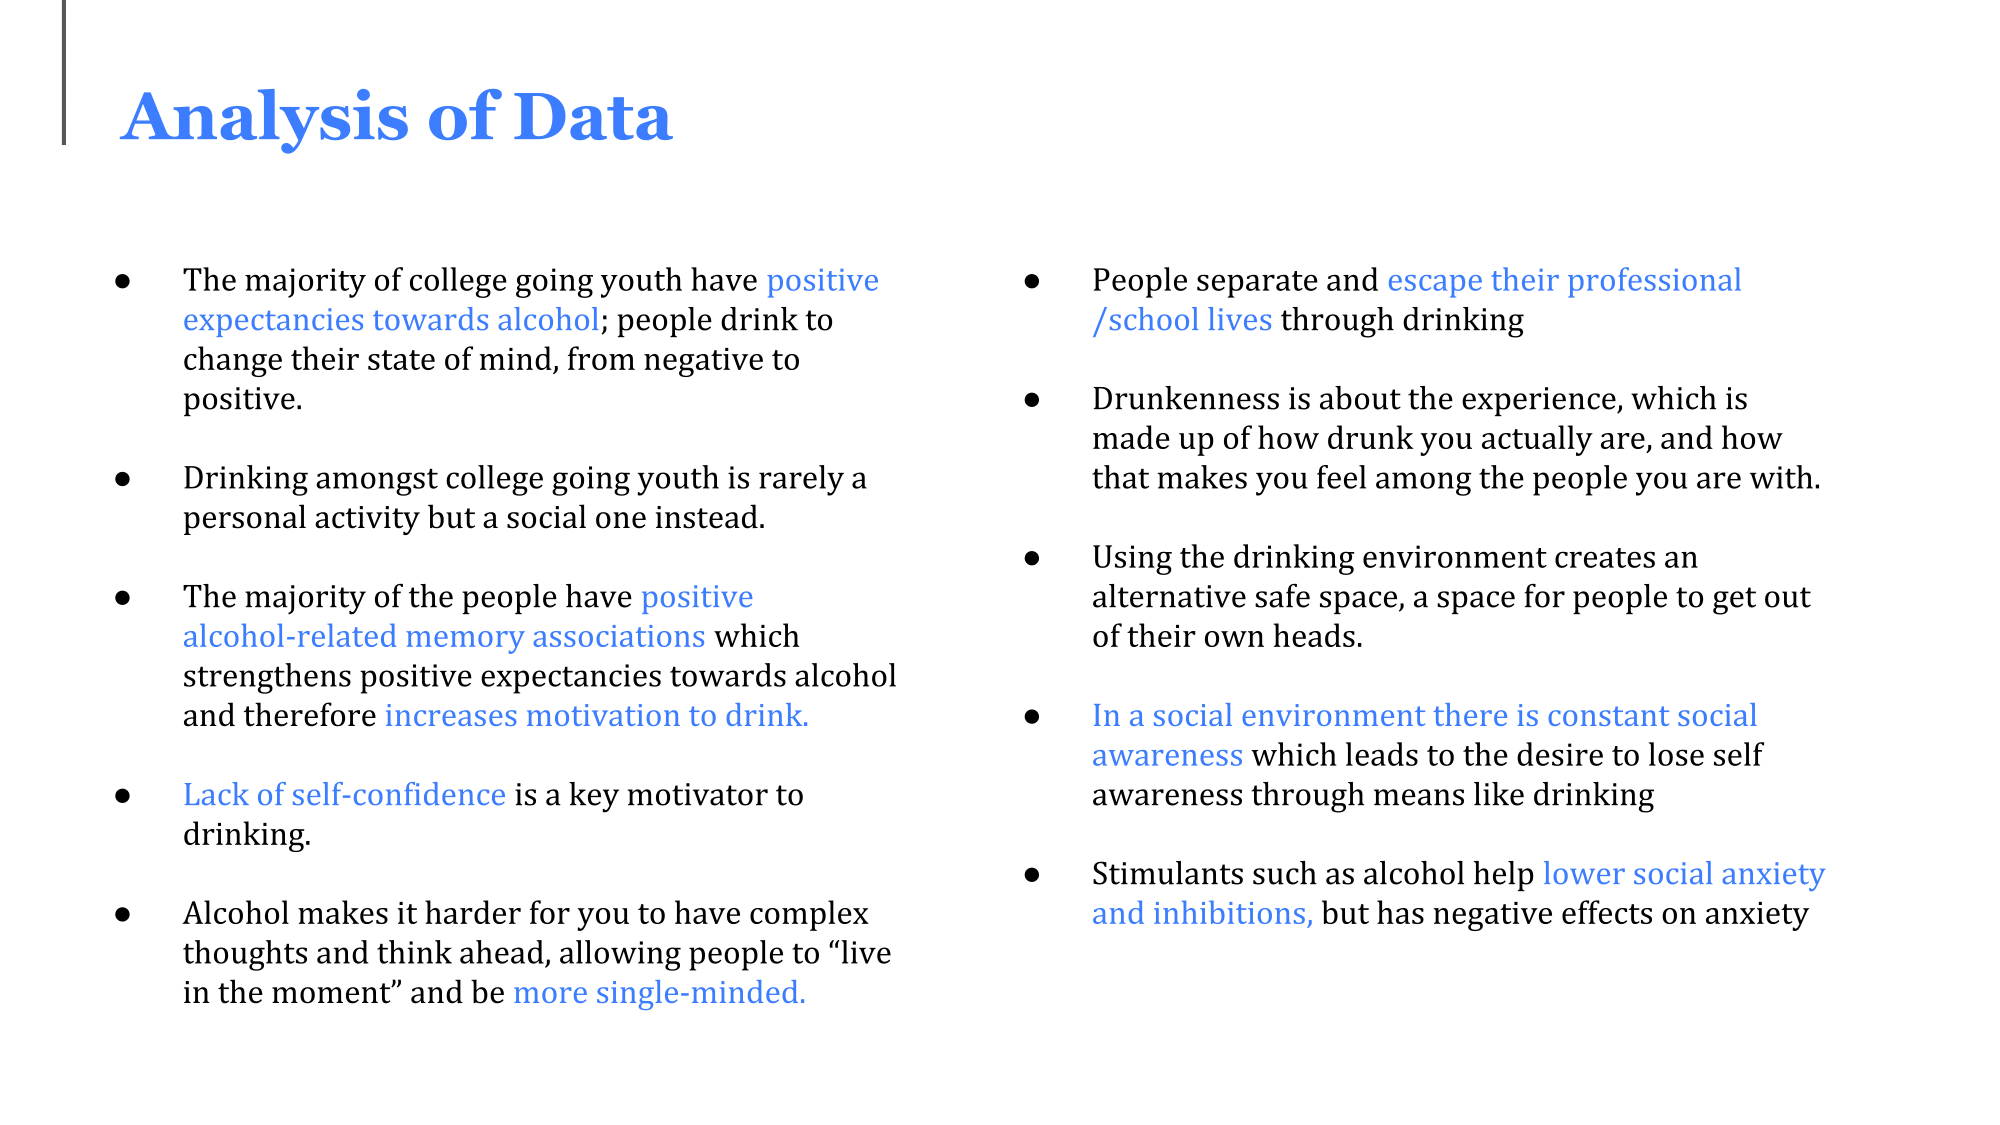 Analysis of Data
● The majority of college going youth have positive
expectancies towards alcohol; people drink to
change their state of mind, from negative to
positive.
● Drinking amongst college going youth is rarely a
personal activity but a social one instead.
● The majority of the people have positive
alcohol-related memory associations which
strengthens positive expectancies towards alcohol
and therefore increases motivation to drink.
● Lack of self-confidence is a key motivator to
drinking.
● Alcohol makes it harder for you to have complex
thoughts and think ahead, allowing people to “live
in the moment” and be more single-minded.
● People separate and escape their professional
/school lives through drinking
● Drunkenness is about the experience, which is
made up of how drunk you actually are, and how
that makes you feel among the people you are with.
● Using the drinking environment creates an
alternative safe space, a space for people to get out
of their own heads.
● In a social environment there is constant social
awareness which leads to the desire to lose self
awareness through means like drinking
● Stimulants such as alcohol help lower social anxiety
and inhibitions, but has negative effects on anxiety